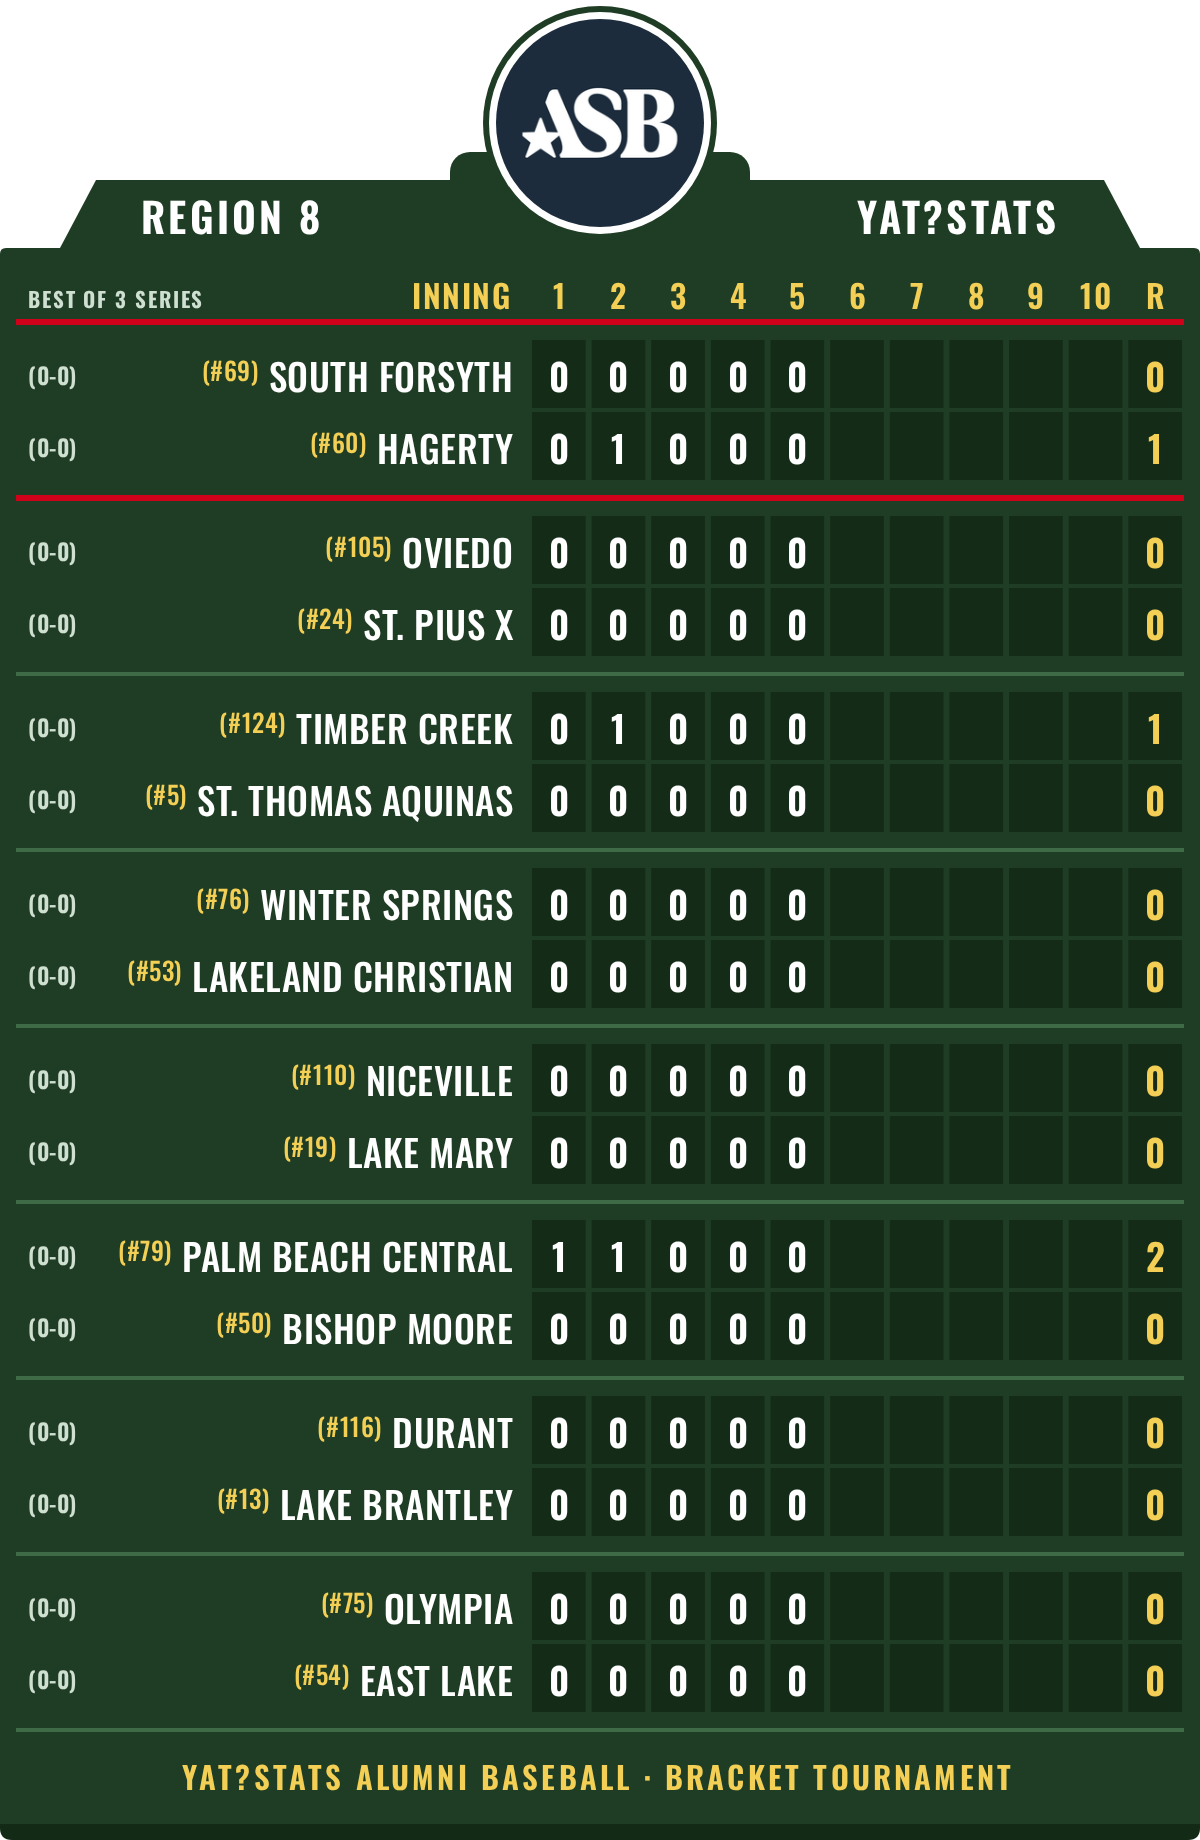 ASB
REGION 8 YAT?STATS
BEST OF 3 SERIES INNING 1 2 3 4 5 6 7 8 9 10 R
(0-0) (#69) SOUTH FORSYTH 0 0 0 0 0 0
(0-0) (#60) HAGERTY 0 1 0 0 0 1
(0-0) (#105) OVIEDO 0 0 0 0 0 0
(0-0) (#24) ST. PIUS X 0 0 0 0 0 0
(0-0) (#124) TIMBER CREEK 0 1 0 0 0 1
(0-0) (#5) ST. THOMAS AQUINAS 0 0 0 0 0 0
(0-0) (#76) WINTER SPRINGS 0 0 0 0 0 0
(0-0) (#53) LAKELAND CHRISTIAN 0 0 0 0 0 0
(0-0) (#110) NICEVILLE 0 0 0 0 0 0
(0-0) (#19) LAKE MARY 0 0 0 0 0 0
(0-0) (#79) PALM BEACH CENTRAL 1 1 0 0 0 2
(0-0) (#50) BISHOP MOORE 0 0 0 0 0 0
(0-0) (#116) DURANT 0 0 0 0 0 0
(0-0) (#13) LAKE BRANTLEY 0 0 0 0 0 0
(0-0) (#75) OLYMPIA 0 0 0 0 0 0
(0-0) (#54) EAST LAKE 0 0 0 0 0 0
YAT?STATS ALUMNI BASEBALL · BRACKET TOURNAMENT